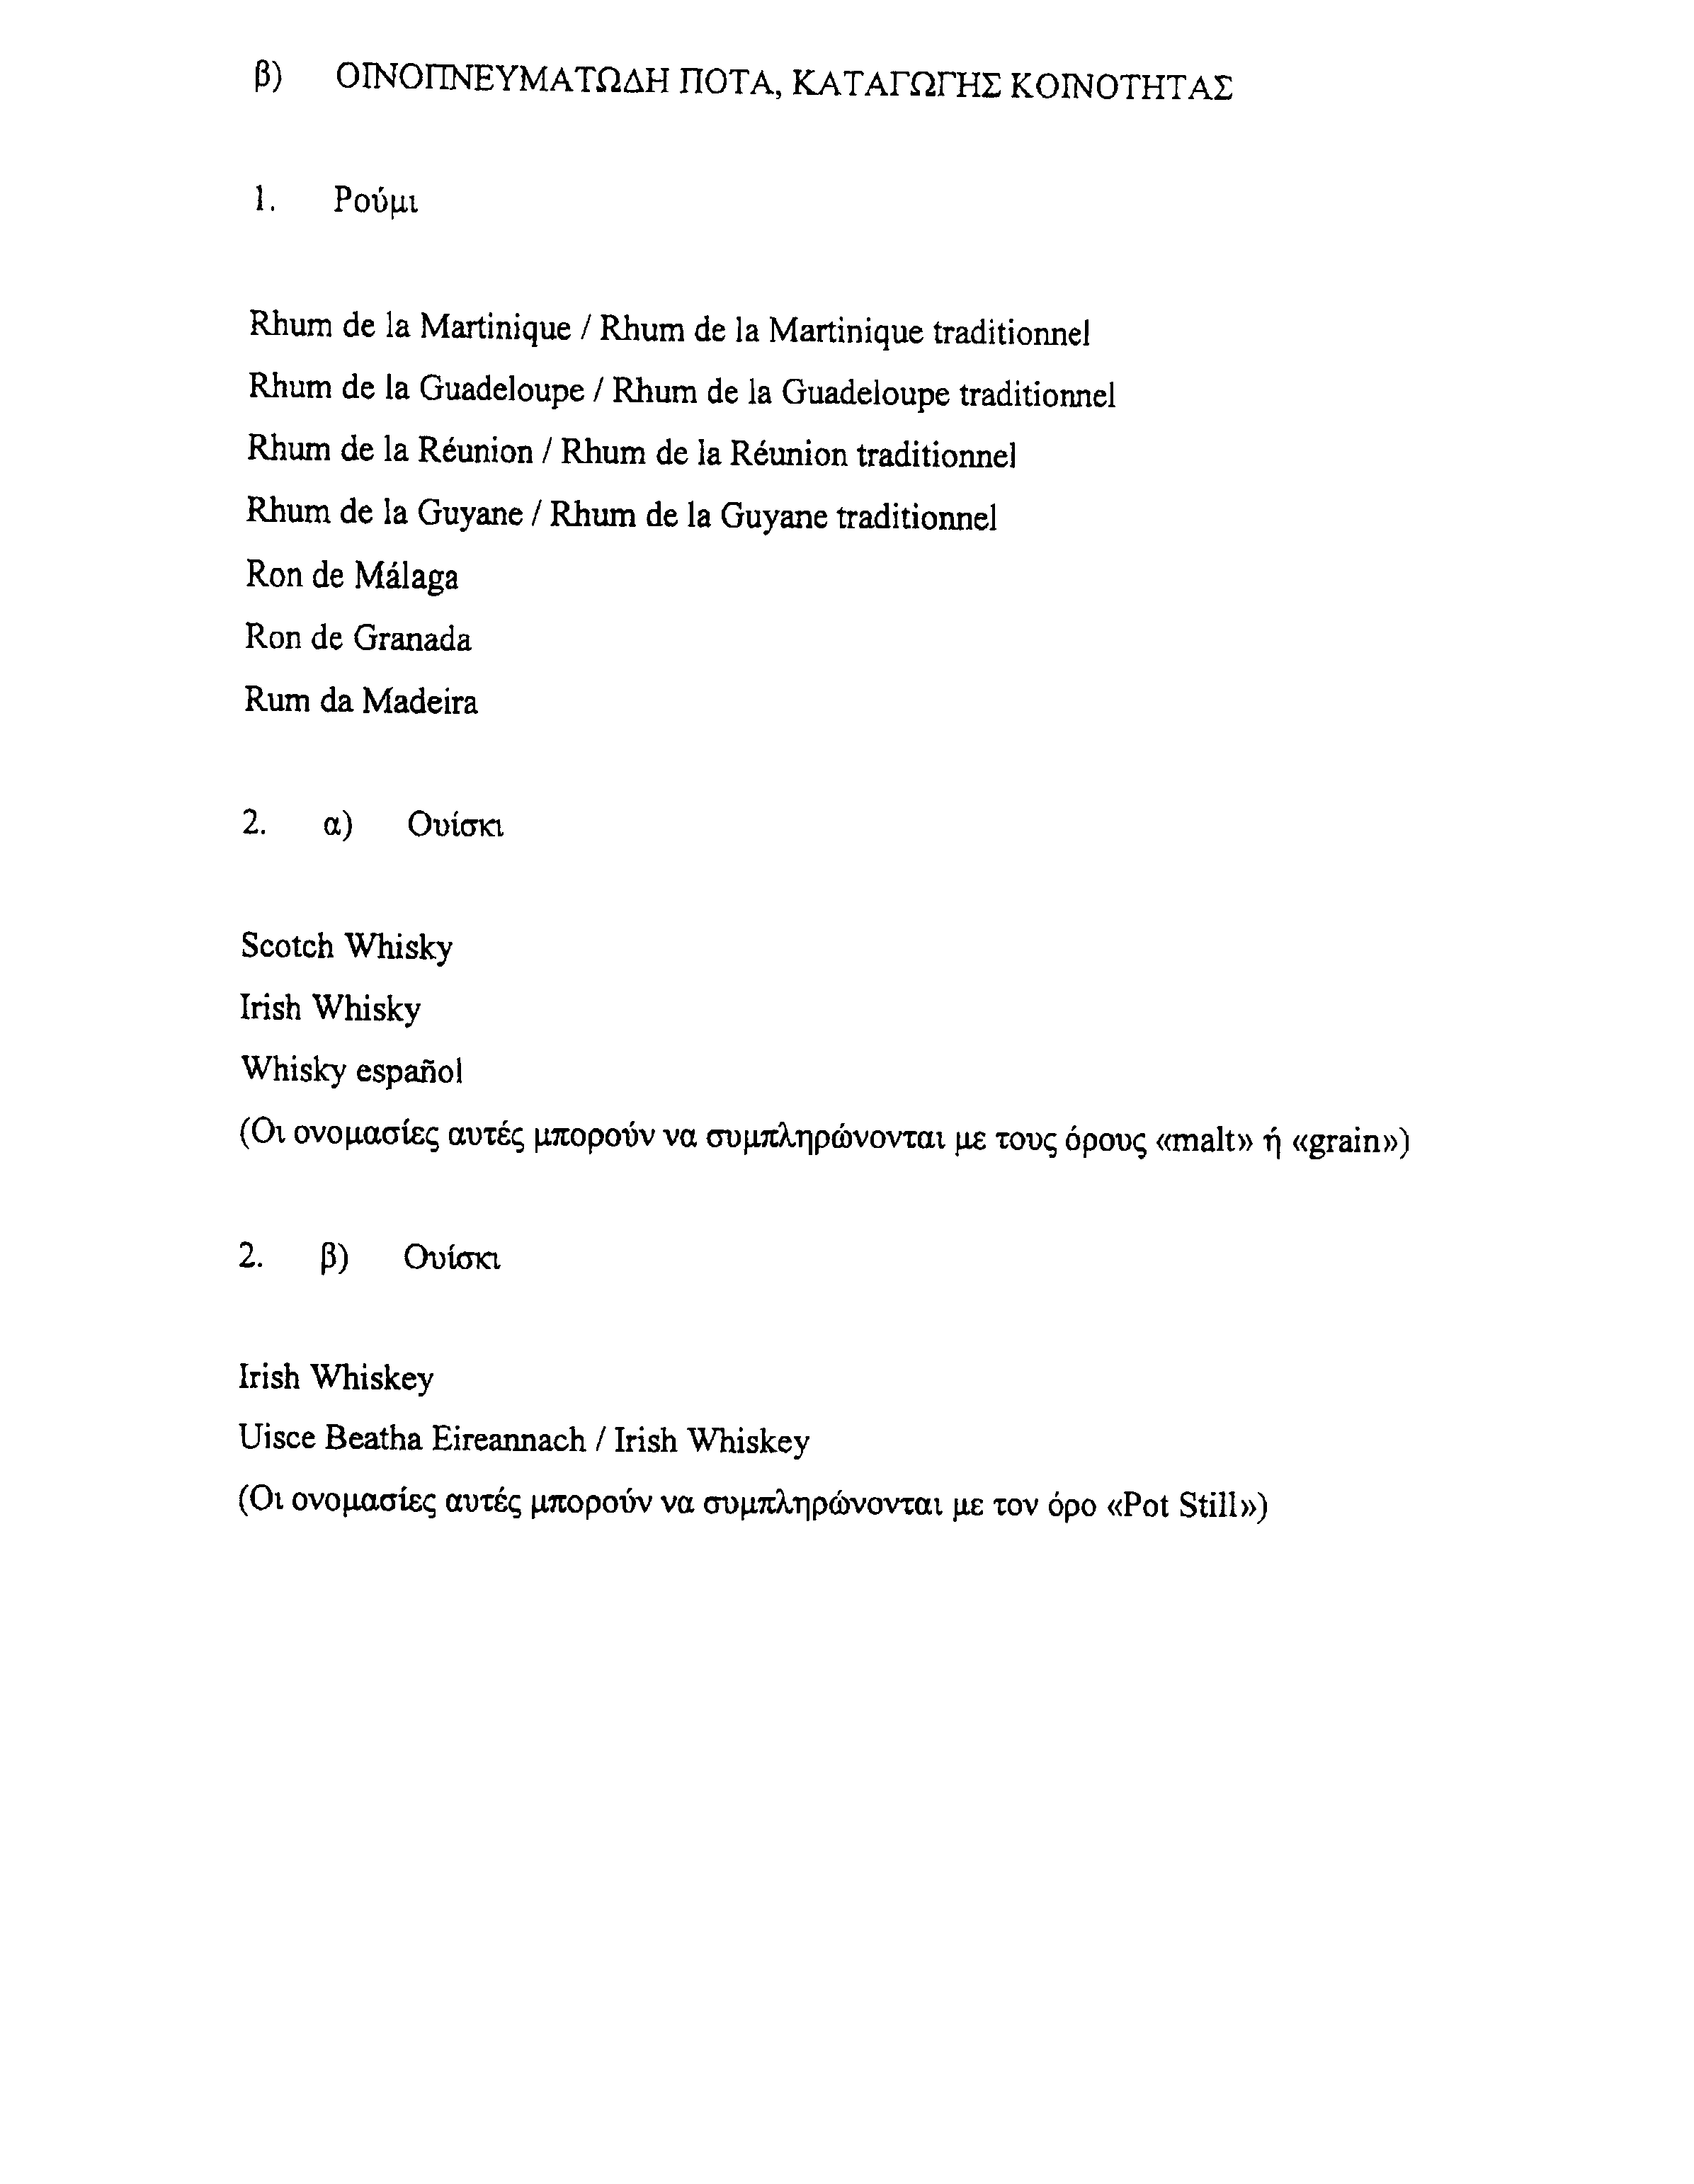 β) ΟΙΝΟΠΝΕΥΜΑΤΩΔΗ ΠΟΤΑ, ΚΑΤΑΓΩΓΗΣ ΚΟΙΝΟΤΗΤΑΣ
1. Ρούμι
Rhum de la Martinique / Rhum de la Martinique traditionnel
Rhum de la Guadeloupe / Rhum de la Guadeloupe traditionnel
Rhum de la Réunion / Rhum de la Réunion traditionnel
Rhum de la Guyane / Rhum de la Guyane traditionnel
Ron de Málaga
Ron de Granada
Rum da Madeira
2. α) Ουίσκι
Scotch Whisky
Irish Whisky
Whisky español
(Οι ονομασίες αυτές μπορούν να συμπληρώνονται με τους όρους «malt» ή «grain»)
2. β) Ουίσκι
Irish Whiskey
Uisce Beatha Eireannach / Irish Whiskey
(Οι ονομασίες αυτές μπορούν να συμπληρώνονται με τον όρο «Pot Still»)